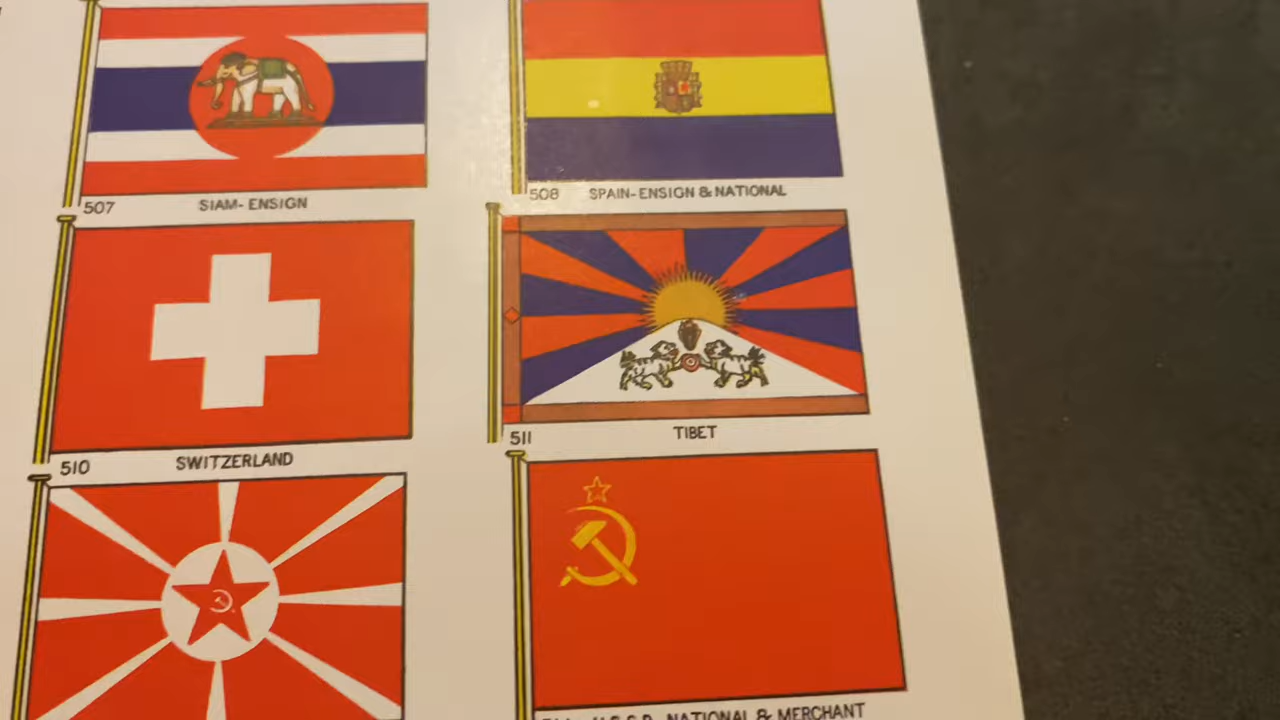 507 SIAM- ENSIGN
508 SPAIN- ENSIGN & NATIONAL
510 SWITZERLAND
511 TIBET
U.S.S.R. NATIONAL & MERCHANT